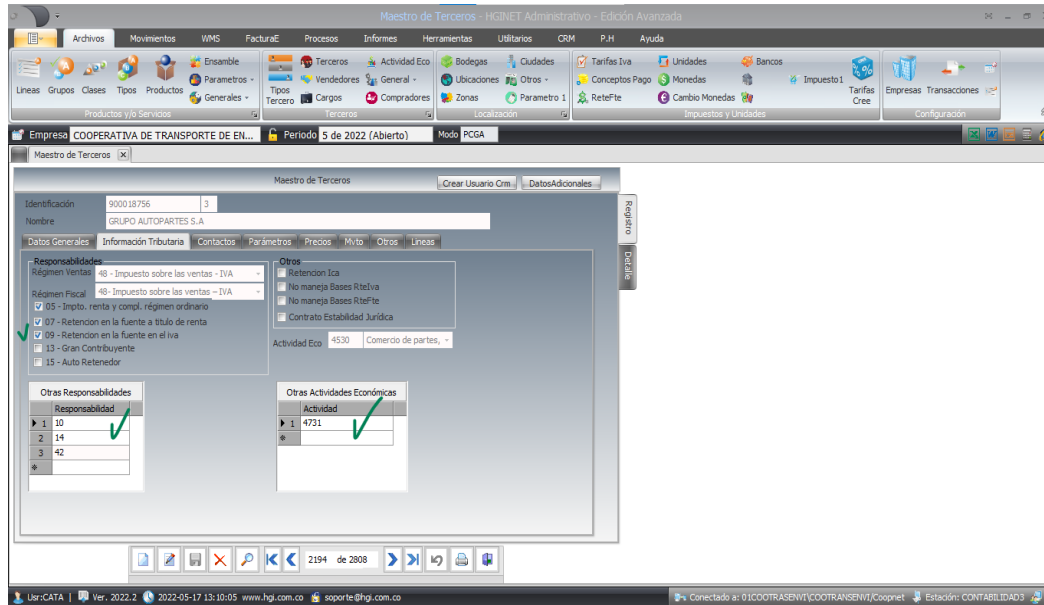 Maestro de Terceros - HGINET Administrativo - Edición Avanzada
Archivos Movimientos WMS FacturaE Procesos Informes Herramientas Utilitarios CRM P.H Ayuda
Lineas Grupos Clases Tipos Productos
Ensamble
Parametros
Generales
Productos y/o Servicios
Tipos Tercero
Terceros Actividad Eco
Vendedores General
Cargos Compradores
Terceros
Bodegas Ciudades
Ubicaciones Otros
Zonas Parametro 1
Localización
Tarifas Iva Unidades Bancos
Conceptos Pago Monedas Impuesto1
ReteFte Cambio Monedas
Tarifas Cree
Impuestos y Unidades
Empresas Transacciones
Configuración
Empresa COOPERATIVA DE TRANSPORTE DE EN... Periodo 5 de 2022 (Abierto) Modo PCGA
Maestro de Terceros
Maestro de Terceros Crear Usuario Crm DatosAdicionales
Identificación 900018756 3
Nombre GRUPO AUTOPARTES S.A
Registro
Detalle
Datos Generales Información Tributaria Contactos Parámetros Precios Mvto Otros Lineas
Responsabilidades
Régimen Ventas 48 - Impuesto sobre las ventas - IVA
Régimen Fiscal 48- Impuesto sobre las ventas – IVA
05 - Impto. renta y compl. régimen ordinario
07 - Retencion en la fuente a titulo de renta
09 - Retencion en la fuente en el iva
13 - Gran Contribuyente
15 - Auto Retenedor
Otros
Retencion Ica
No maneja Bases RteIva
No maneja Bases RteFte
Contrato Estabilidad Jurídica
Actividad Eco 4530 Comercio de partes,
Otras Responsabilidades
Responsabilidad
1 10
2 14
3 42
Otras Actividades Económicas
Actividad
1 4731
2194 de 2808
Usr:CATA | Ver. 2022.2 2022-05-17 13:10:05 www.hgi.com.co soporte@hgi.com.co Conectado a: 01COOTRASENVI\COOTRANSENVI/Coopnet Estación: CONTABILIDAD3